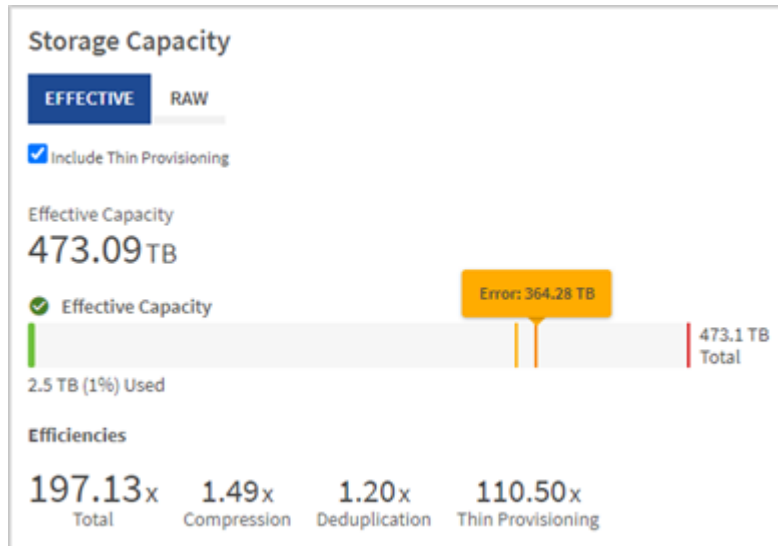 Storage Capacity
EFFECTIVE RAW
Include Thin Provisioning
Effective Capacity
473.09 TB
Error: 364.28 TB
Effective Capacity
473.1 TB
Total
2.5 TB (1%) Used
Efficiencies
197.13x 1.49x 1.20x 110.50x
Total Compression Deduplication Thin Provisioning